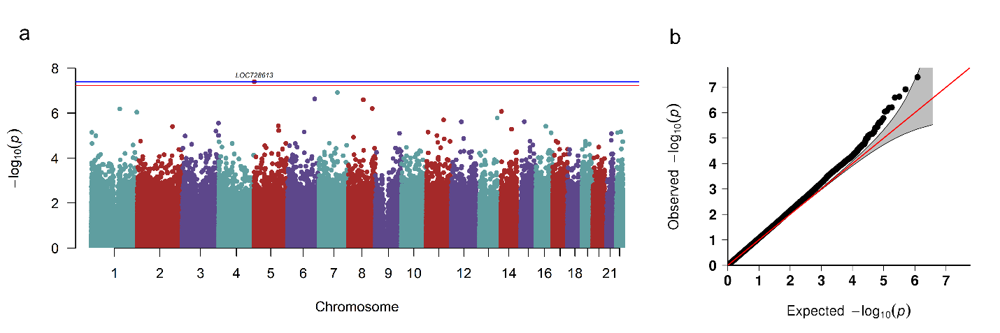 a
LOC728613
8
6
4
2
0
−log₁₀(p)
1 2 3 4 5 6 7 8 9 10 11 12 13 14 16 18 21
Chromosome
b
7
6
5
4
3
2
1
0
Observed −log₁₀(p)
0 1 2 3 4 5 6 7
Expected −log₁₀(p)